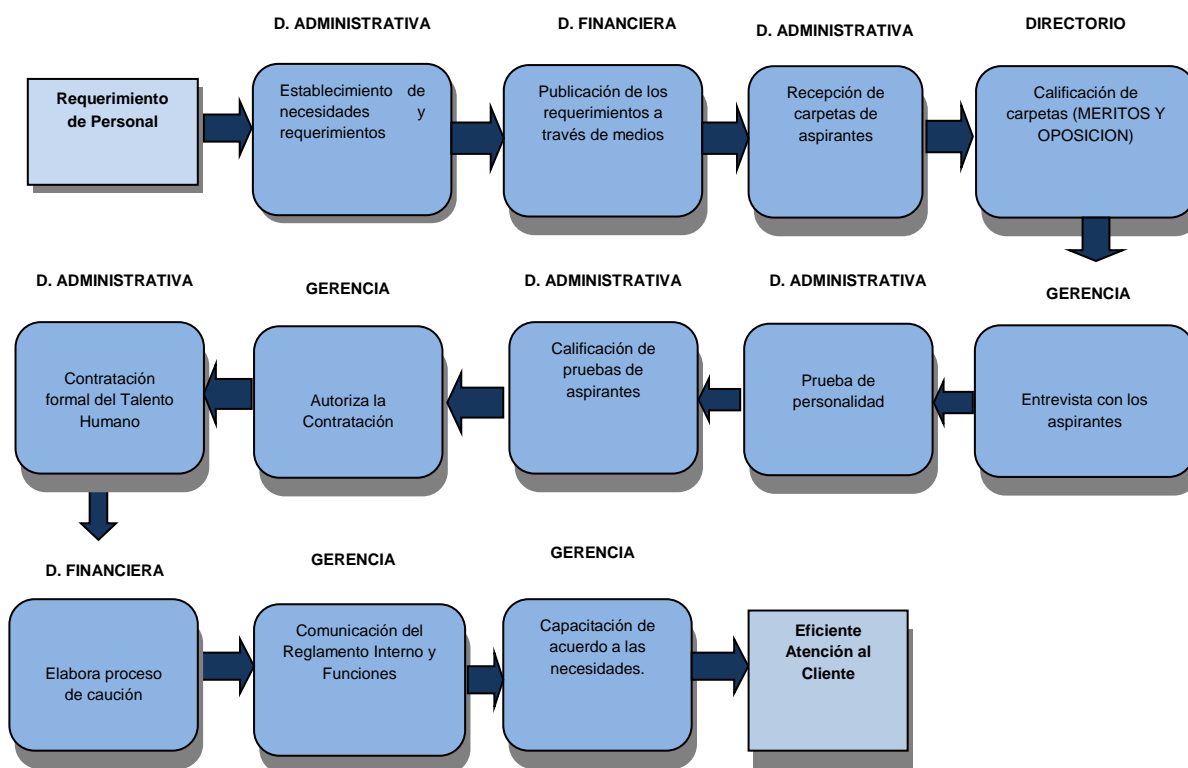 D. ADMINISTRATIVA
D. FINANCIERA
D. ADMINISTRATIVA
DIRECTORIO
Requerimiento
de Personal
Establecimiento de
necesidades y
requerimientos
Publicación de los
requerimientos a
través de medios
Recepción de
carpetas de
aspirantes
Calificación de
carpetas (MERITOS Y
OPOSICION)
D. ADMINISTRATIVA
GERENCIA
D. ADMINISTRATIVA
D. ADMINISTRATIVA
GERENCIA
Contratación
formal del Talento
Humano
Autoriza la
Contratación
Calificación de
pruebas de
aspirantes
Prueba de
personalidad
Entrevista con los
aspirantes
D. FINANCIERA
GERENCIA
GERENCIA
Elabora proceso
de caución
Comunicación del
Reglamento Interno y
Funciones
Capacitación de
acuerdo a las
necesidades.
Eficiente
Atención al
Cliente